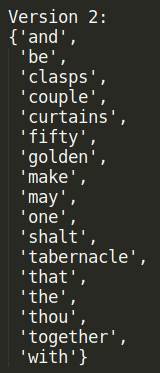 Version 2:
{'and',
 'be',
 'clasps',
 'couple',
 'curtains',
 'fifty',
 'golden',
 'make',
 'may',
 'one',
 'shalt',
 'tabernacle',
 'that',
 'the',
 'thou',
 'together',
 'with'}